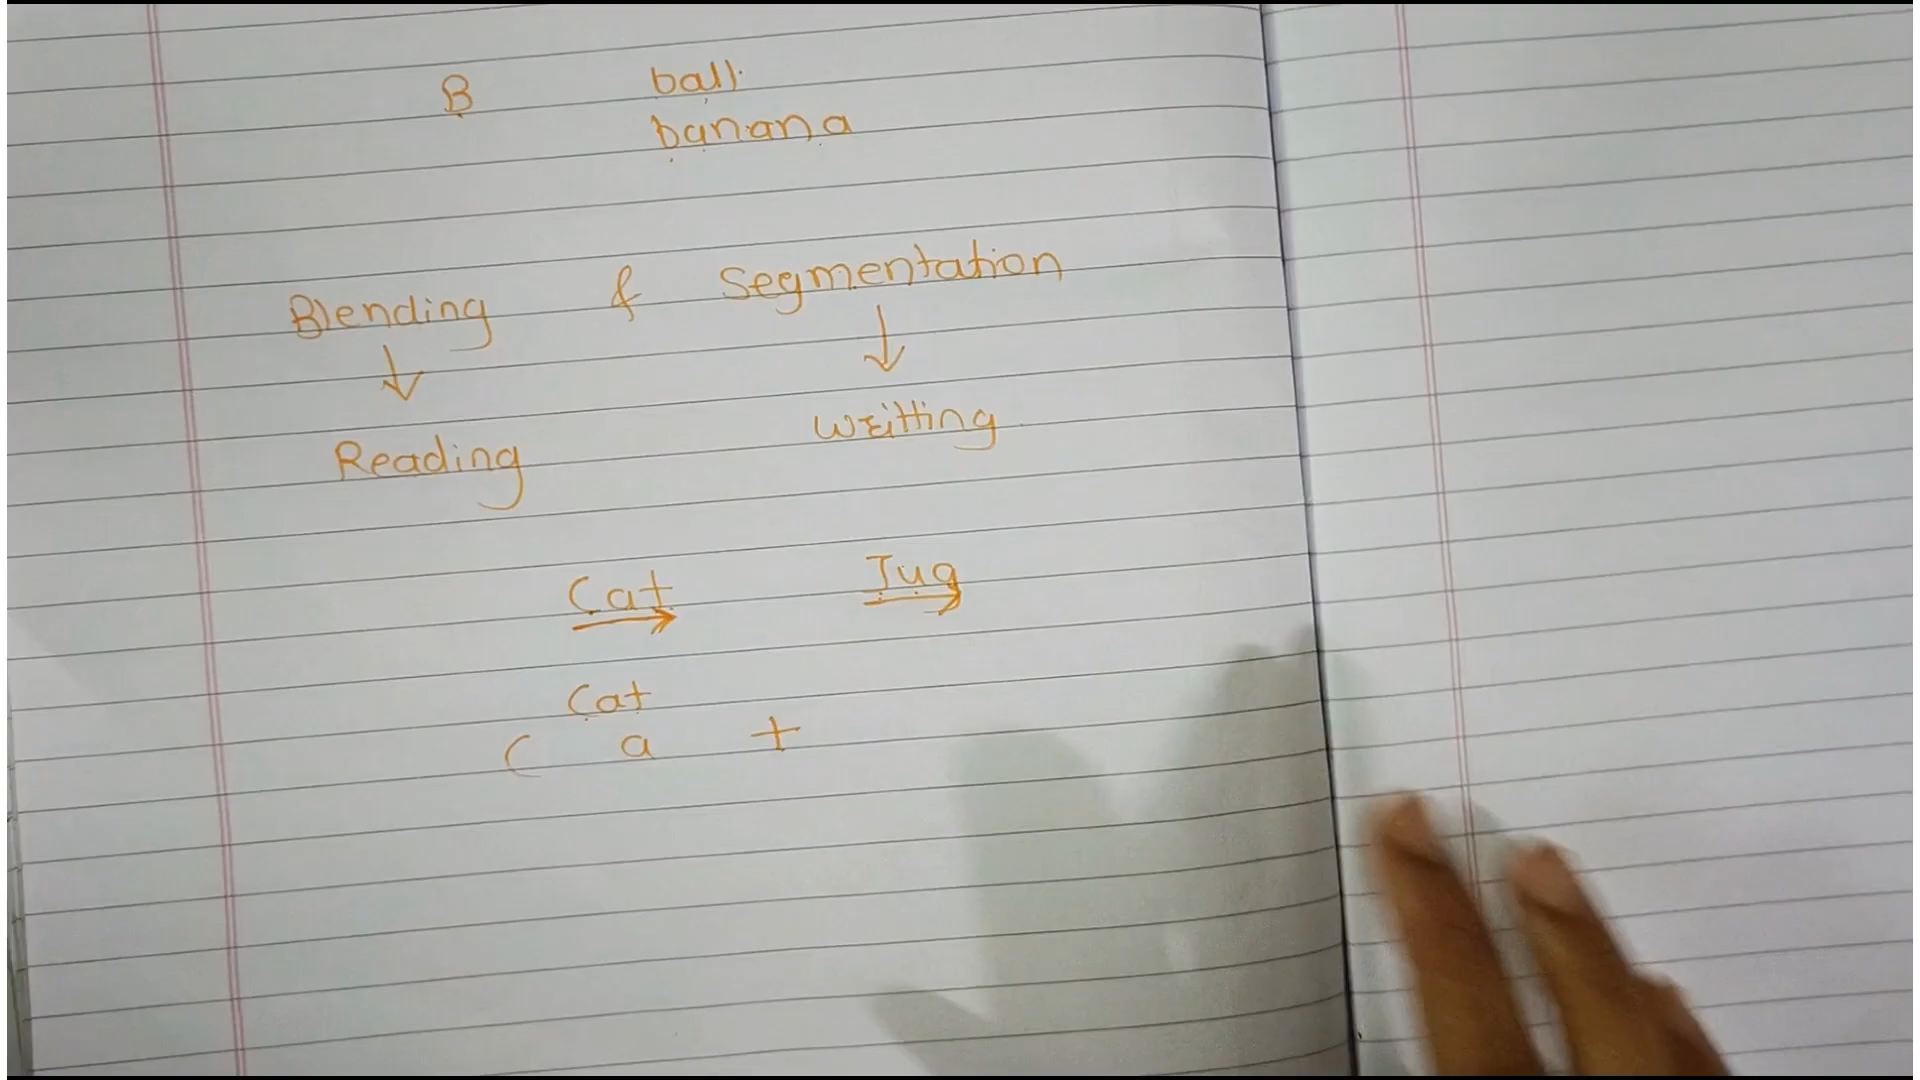 B ball
banana
Blending & Segmentation
↓ ↓
Reading writting
Cat Jug
Cat
C a t